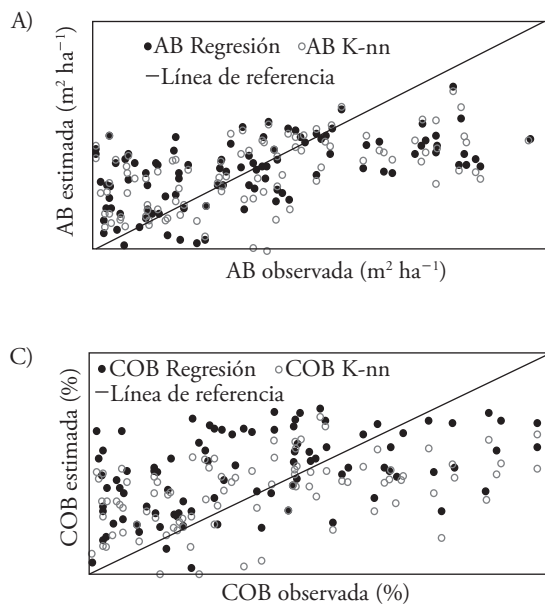 A)
●AB Regresión ○AB K-nn
−Línea de referencia
AB estimada (m² ha⁻¹)
AB observada (m² ha⁻¹)
C)
●COB Regresión ○COB K-nn
−Línea de referencia
COB estimada (%)
COB observada (%)